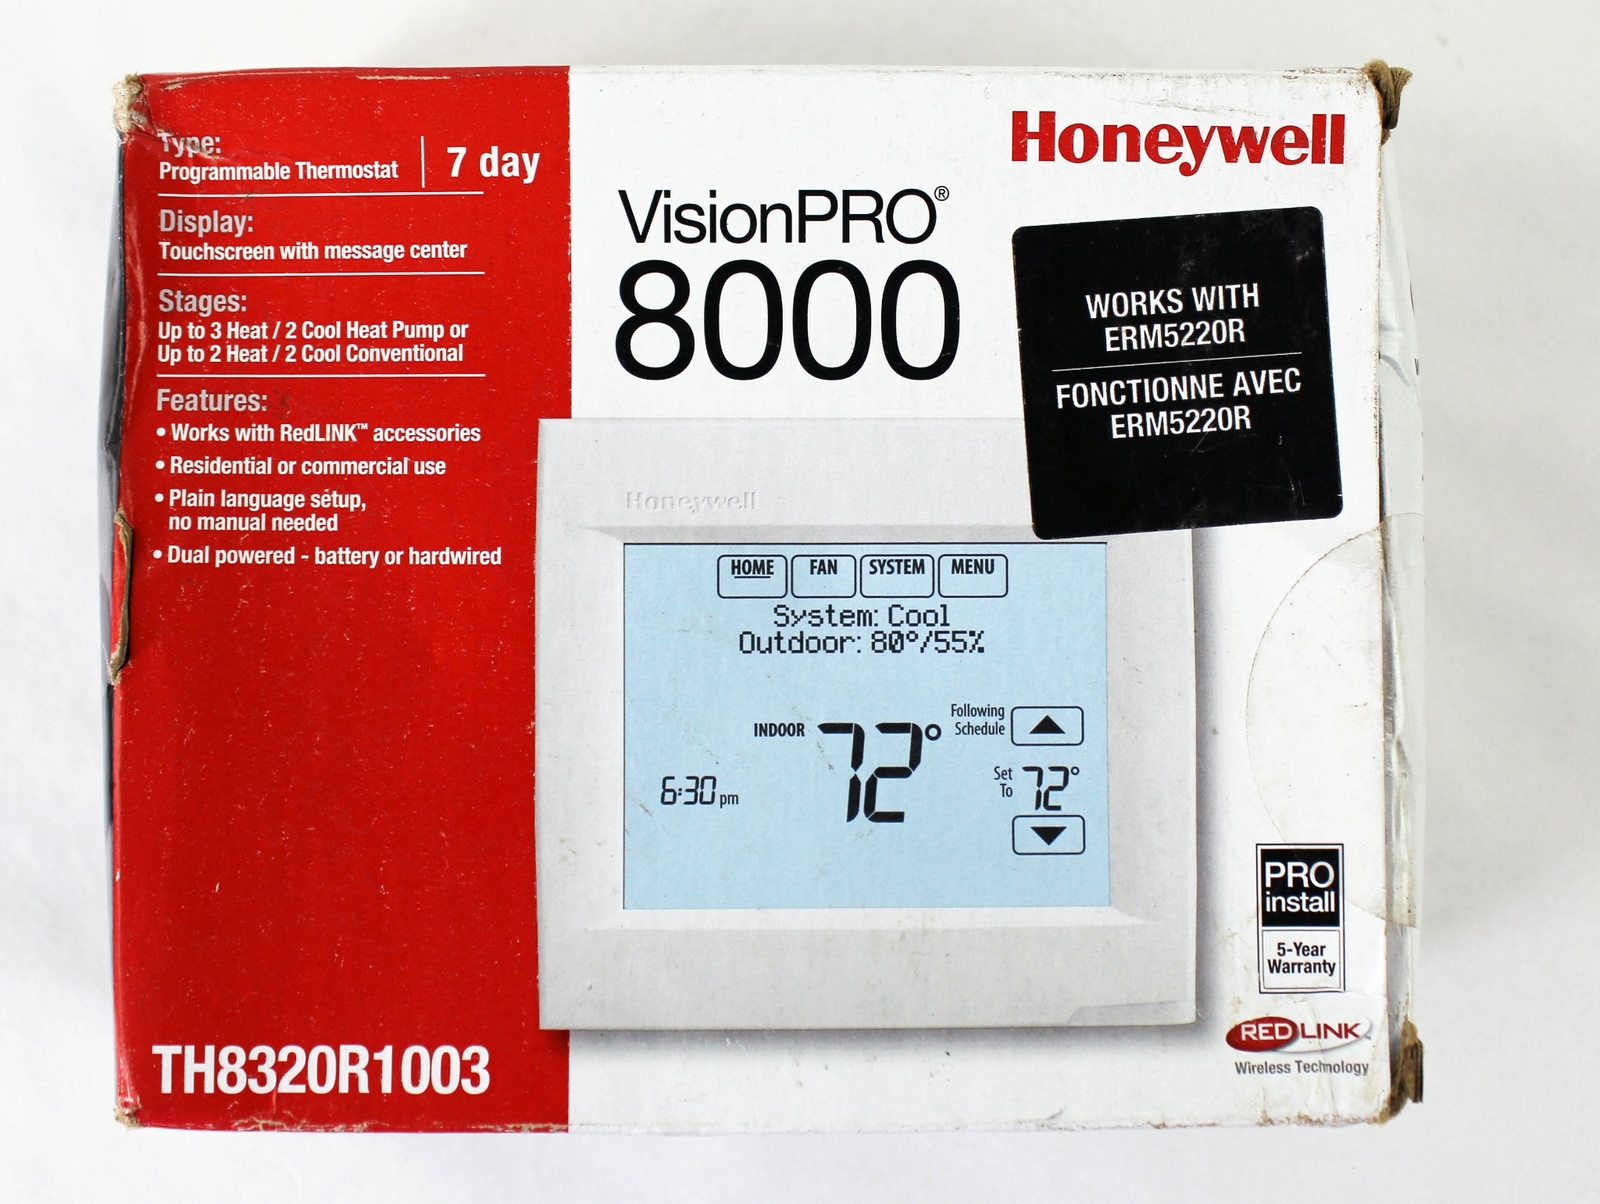 Type:
Programmable Thermostat
7 day
Display:
Touchscreen with message center
Stages:
Up to 3 Heat / 2 Cool Heat Pump or
Up to 2 Heat / 2 Cool Conventional
Features:
• Works with RedLINK™ accessories
• Residential or commercial use
• Plain language setup,
no manual needed
• Dual powered - battery or hardwired
TH8320R1003
Honeywell
VisionPRO®
8000
WORKS WITH
ERM5220R
FONCTIONNE AVEC
ERM5220R
Honeywell
HOME FAN SYSTEM MENU
System: Cool
Outdoor: 80°/55%
INDOOR 72°
Following
Schedule
6:30 pm
Set
To 72°
PRO
install
5-Year
Warranty
REDLINK™
Wireless Technology